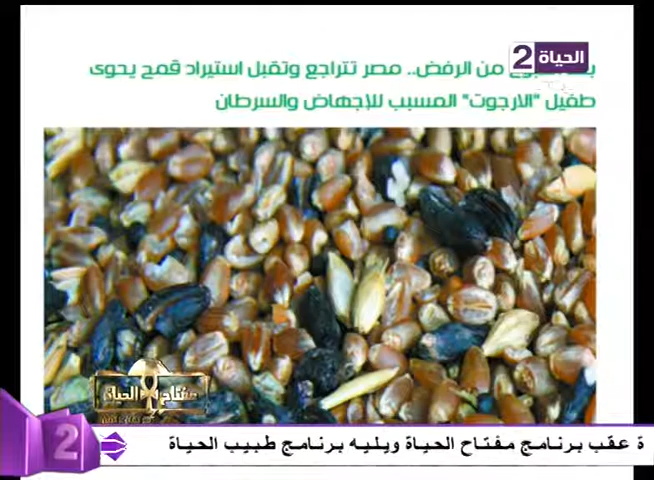 الحياة 2
من الرفض.. مصر تتراجع وتقبل استيراد قمح يحوى
طفيل "الارجوت" المسبب للإجهاض والسرطان
مفتاح الحياة
2
ة عقب برنامج مفتاح الحياة ويليه برنامج طبيب الحياة